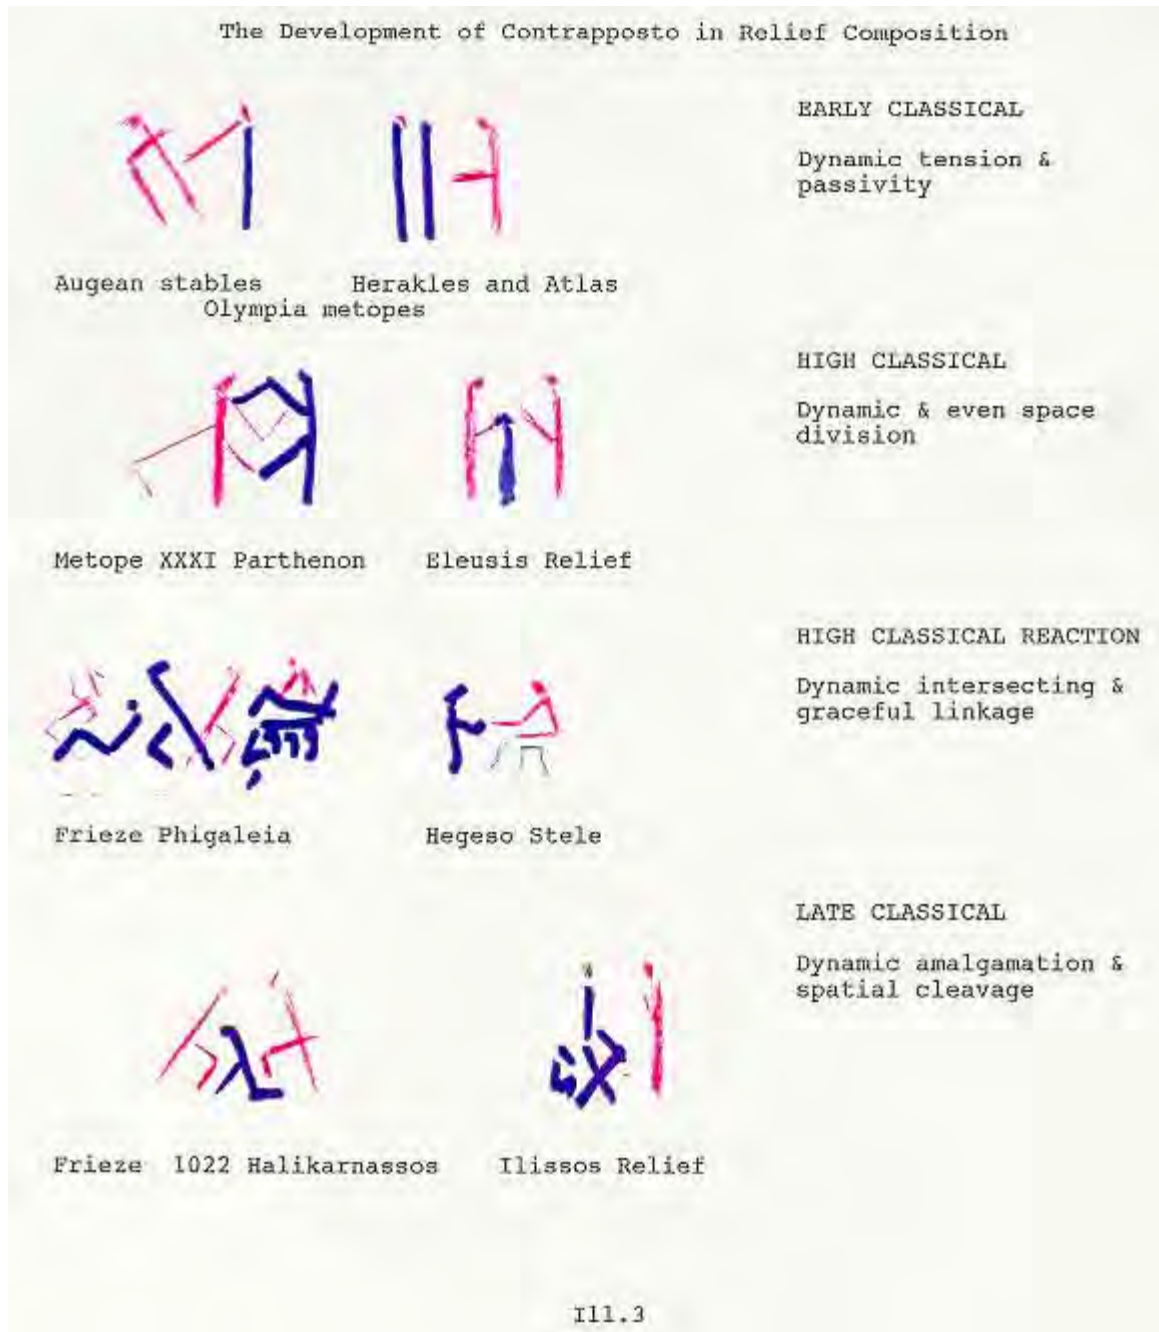 The Development of Contrapposto in Relief Composition
EARLY CLASSICAL
Dynamic tension &
passivity
Augean stables Herakles and Atlas
Olympia metopes
HIGH CLASSICAL
Dynamic & even space
division
Metope XXXI Parthenon Eleusis Relief
HIGH CLASSICAL REACTION
Dynamic intersecting &
graceful linkage
Frieze Phigaleia Hegeso Stele
LATE CLASSICAL
Dynamic amalgamation &
spatial cleavage
Frieze 1022 Halikarnassos Ilissos Relief
Ill.3